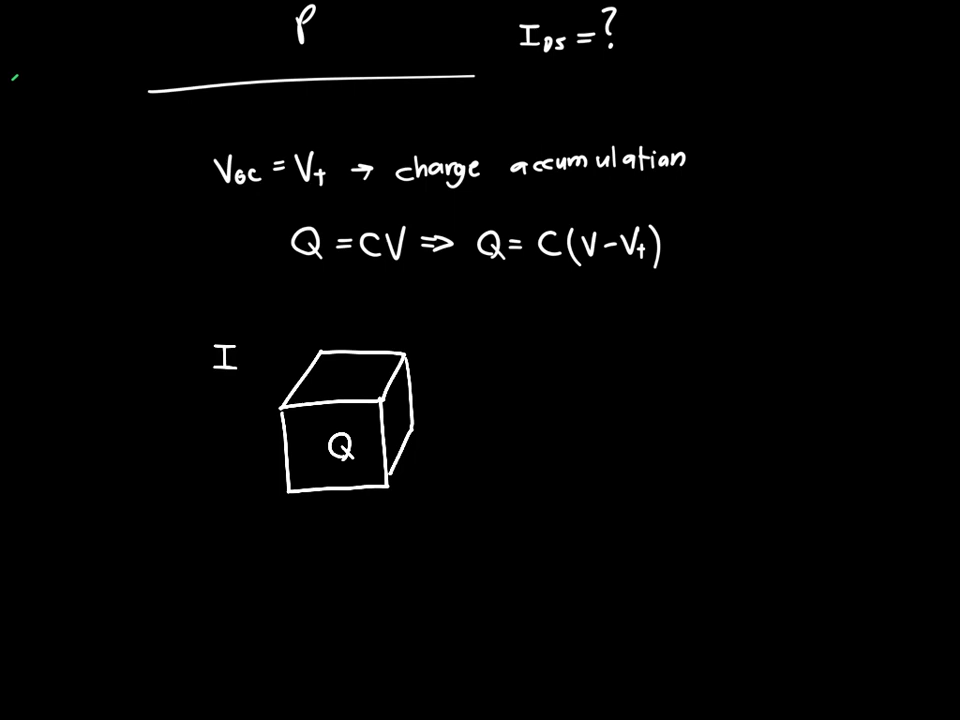 P
I_DS = ?
V_GC = V_t → charge accumulation
Q = CV ⇒ Q = C(V-V_t)
I
Q